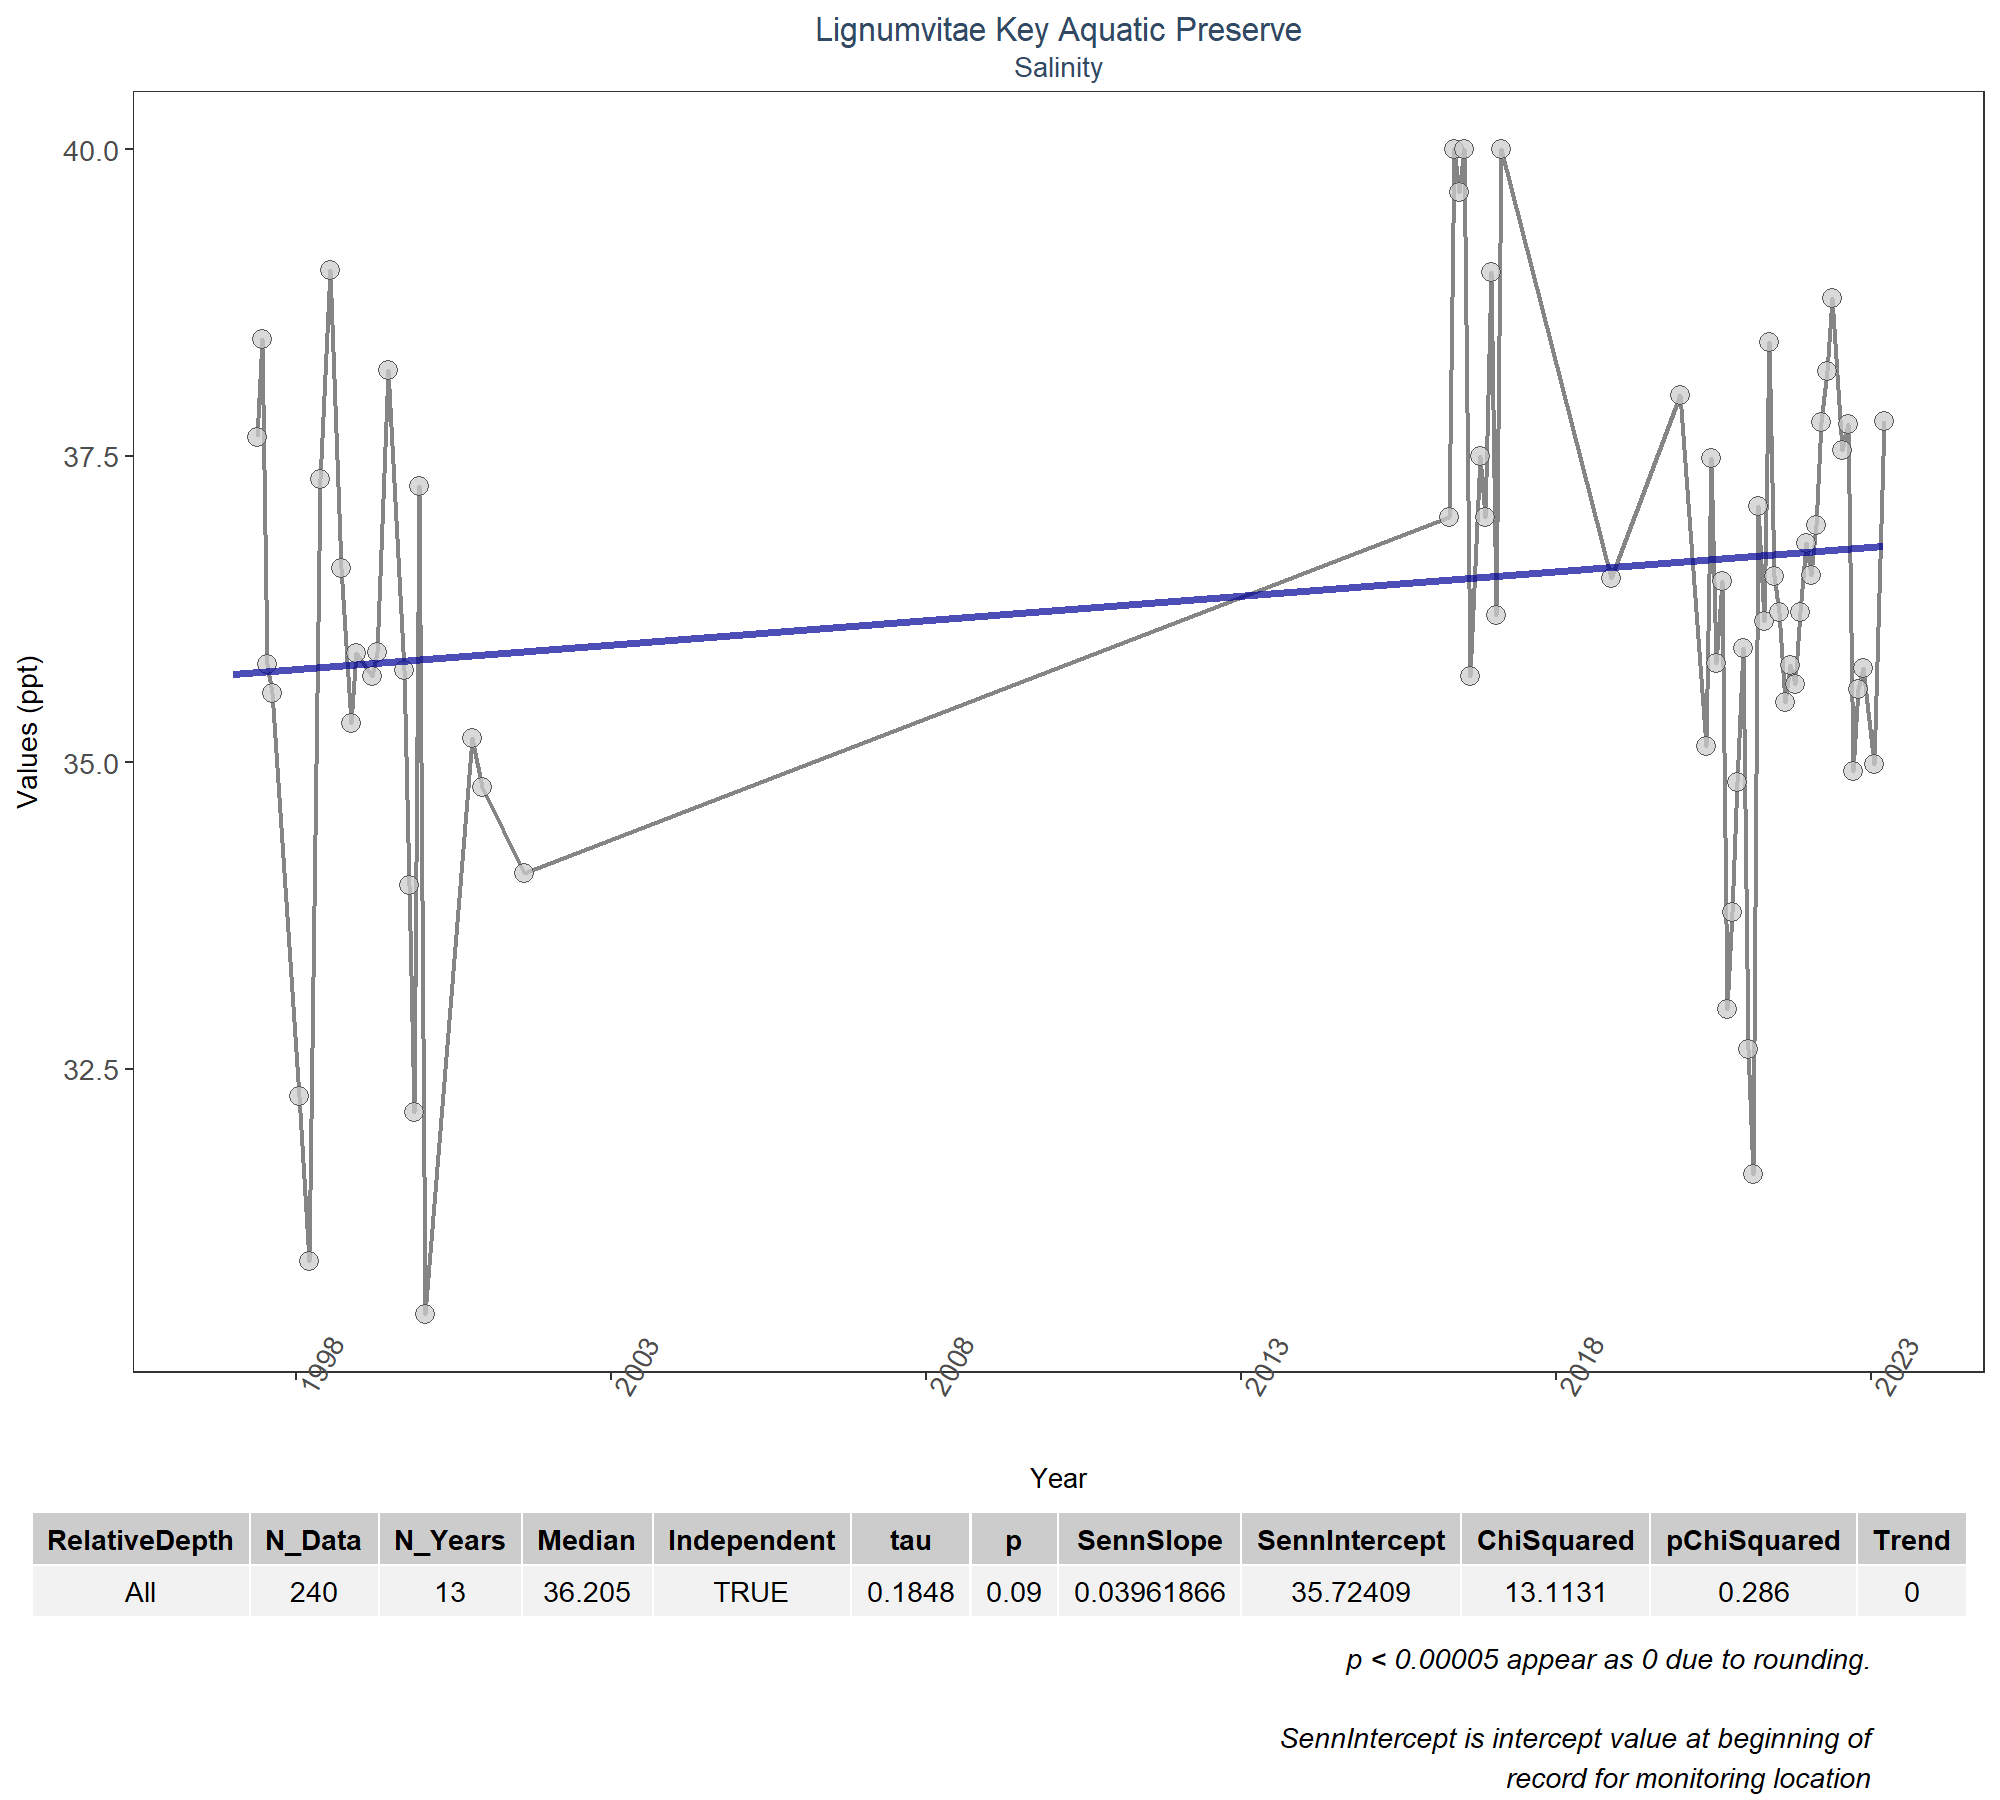 Lignumvitae Key Aquatic Preserve
Salinity
40.0
37.5
35.0
32.5
Values (ppt)
1998 2003 2008 2013 2018 2023
Year
RelativeDepth N_Data N_Years Median Independent tau p SennSlope SennIntercept ChiSquared pChiSquared Trend
All 240 13 36.205 TRUE 0.1848 0.09 0.03961866 35.72409 13.1131 0.286 0
p < 0.00005 appear as 0 due to rounding.
SennIntercept is intercept value at beginning of
record for monitoring location